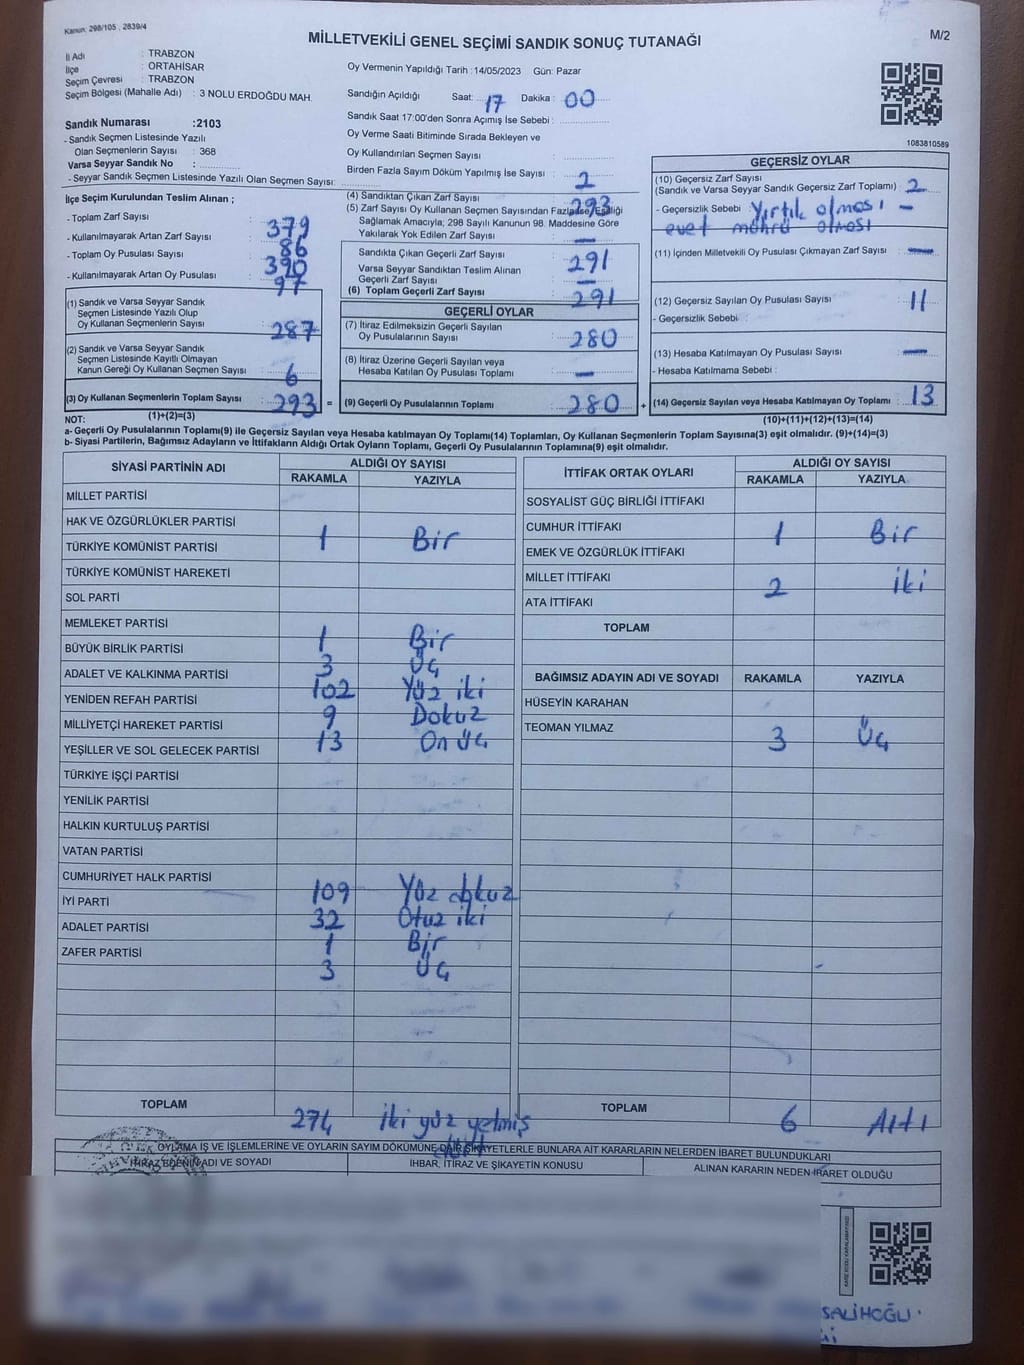 Kanun: 298/105 , 2839/4
MİLLETVEKİLİ GENEL SEÇİMİ SANDIK SONUÇ TUTANAĞI
M/2
İl Adı : TRABZON
İlçe : ORTAHİSAR
Seçim Çevresi : TRABZON
Seçim Bölgesi (Mahalle Adı) : 3 NOLU ERDOĞDU MAH.
Sandık Numarası :2103
- Sandık Seçmen Listesinde Yazılı
Olan Seçmenlerin Sayısı : 368
Varsa Seyyar Sandık No :
- Seyyar Sandık Seçmen Listesinde Yazılı Olan Seçmen Sayısı:
Oy Vermenin Yapıldığı Tarih :14/05/2023 Gün: Pazar
Sandığın Açıldığı Saat: 17 Dakika : 00
Sandık Saat 17:00'den Sonra Açımış İse Sebebi :
Oy Verme Saati Bitiminde Sırada Bekleyen ve
Oy Kullandırılan Seçmen Sayısı :
Birden Fazla Sayım Döküm Yapılmış İse Sayısı : 2
1083810589
İlçe Seçim Kurulundan Teslim Alınan ;
- Toplam Zarf Sayısı : 379
- Kullanılmayarak Artan Zarf Sayısı : 86
- Toplam Oy Pusulası Sayısı : 390
- Kullanılmayarak Artan Oy Pusulası : 97
(1) Sandık ve Varsa Seyyar Sandık
Seçmen Listesinde Yazılı Olup
Oy Kullanan Seçmenlerin Sayısı : 287
(2) Sandık ve Varsa Seyyar Sandık
Seçmen Listesinde Kayıtlı Olmayan
Kanun Gereği Oy Kullanan Seçmen Sayısı : 6
(3) Oy Kullanan Seçmenlerin Toplam Sayısı : 293 =
(4) Sandıktan Çıkan Zarf Sayısı : 293
(5) Zarf Sayısı Oy Kullanan Seçmen Sayısından Fazla ise/Eşitliği
Sağlamak Amacıyla; 298 Sayılı Kanunun 98. Maddesine Göre
Yakılarak Yok Edilen Zarf Sayısı : —
Sandıkta Çıkan Geçerli Zarf Sayısı : 291
Varsa Seyyar Sandıktan Teslim Alınan
Geçerli Zarf Sayısı : —
(6) Toplam Geçerli Zarf Sayısı : 291
GEÇERLİ OYLAR
(7) İtiraz Edilmeksizin Geçerli Sayılan
Oy Pusulalarının Sayısı : 280
(8) İtiraz Üzerine Geçerli Sayılan veya
Hesaba Katılan Oy Pusulası Toplamı : —
(9) Geçerli Oy Pusulalarının Toplamı : 280 +
GEÇERSİZ OYLAR
(10) Geçersiz Zarf Sayısı
(Sandık ve Varsa Seyyar Sandık Geçersiz Zarf Toplamı) : 2
- Geçersizlik Sebebi : Yırtık olması —
evet mührü olması
(11) İçinden Milletvekili Oy Pusulası Çıkmayan Zarf Sayısı : —
(12) Geçersiz Sayılan Oy Pusulası Sayısı : 11
- Geçersizlik Sebebi :
(13) Hesaba Katılmayan Oy Pusulası Sayısı : —
- Hesaba Katılmama Sebebi :
(14) Geçersiz Sayılan veya Hesaba Katılmayan Oy Toplamı : 13
NOT: (1)+(2)=(3) (10)+(11)+(12)+(13)=(14)
a- Geçerli Oy Pusulalarının Toplamı(9) ile Geçersiz Sayılan veya Hesaba katılmayan Oy Toplamı(14) Toplamları, Oy Kullanan Seçmenlerin Toplam Sayısına(3) eşit olmalıdır. (9)+(14)=(3)
b- Siyasi Partilerin, Bağımsız Adayların ve İttifakların Aldığı Ortak Oyların Toplamı, Geçerli Oy Pusulalarının Toplamına(9) eşit olmalıdır.
SİYASİ PARTİNİN ADI ALDIĞI OY SAYISI
RAKAMLA YAZIYLA
MİLLET PARTİSİ
HAK VE ÖZGÜRLÜKLER PARTİSİ
TÜRKİYE KOMÜNİST PARTİSİ 1 Bir
TÜRKİYE KOMÜNİST HAREKETİ
SOL PARTİ
MEMLEKET PARTİSİ 1 Bir
BÜYÜK BİRLİK PARTİSİ 3 Üç
ADALET VE KALKINMA PARTİSİ 102 Yüz iki
YENİDEN REFAH PARTİSİ 9 Dokuz
MİLLİYETÇİ HAREKET PARTİSİ 13 On üç
YEŞİLLER VE SOL GELECEK PARTİSİ
TÜRKİYE İŞÇİ PARTİSİ
YENİLİK PARTİSİ
HALKIN KURTULUŞ PARTİSİ
VATAN PARTİSİ
CUMHURİYET HALK PARTİSİ 109 Yüz dokuz
İYİ PARTİ 32 Otuz iki
ADALET PARTİSİ 1 Bir
ZAFER PARTİSİ 3 Üç
TOPLAM 274 İki yüz yetmiş
dört
İTTİFAK ORTAK OYLARI ALDIĞI OY SAYISI
RAKAMLA YAZIYLA
SOSYALİST GÜÇ BİRLİĞİ İTTİFAKI
CUMHUR İTTİFAKI 1 Bir
EMEK VE ÖZGÜRLÜK İTTİFAKI
MİLLET İTTİFAKI 2 iki
ATA İTTİFAKI
TOPLAM
BAĞIMSIZ ADAYIN ADI VE SOYADI RAKAMLA YAZIYLA
HÜSEYİN KARAHAN
TEOMAN YILMAZ 3 Üç
TOPLAM 6 Altı
OYLAMA İŞ VE İŞLEMLERİNE VE OYLARIN SAYIM DÖKÜMÜNE DAİR ŞİKAYETLERLE BUNLARA AİT KARARLARIN NELERDEN İBARET BULUNDUKLARI
İTİRAZ EDENİN ADI VE SOYADI İHBAR, İTİRAZ VE ŞİKAYETİN KONUSU ALINAN KARARIN NEDEN İBARET OLDUĞU
SALİHOĞLU